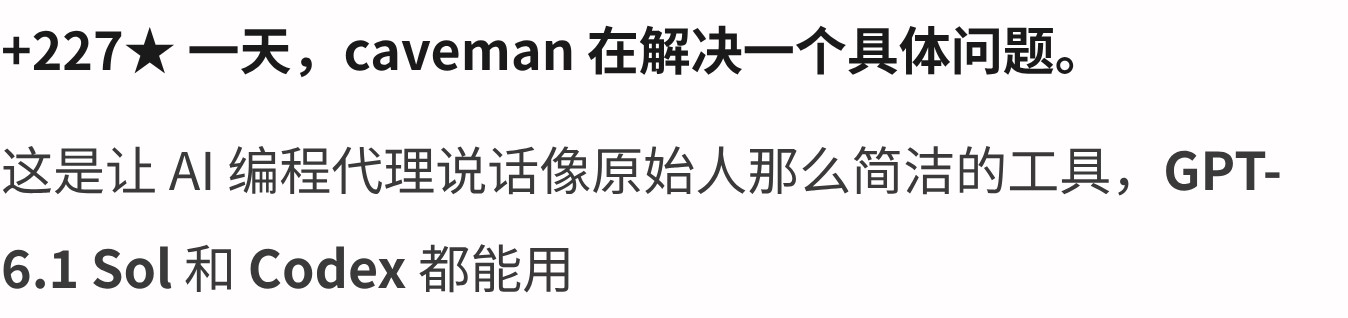 +227★ 一天，caveman 在解决一个具体问题。
这是让 AI 编程代理说话像原始人那么简洁的工具，GPT-
6.1 Sol 和 Codex 都能用